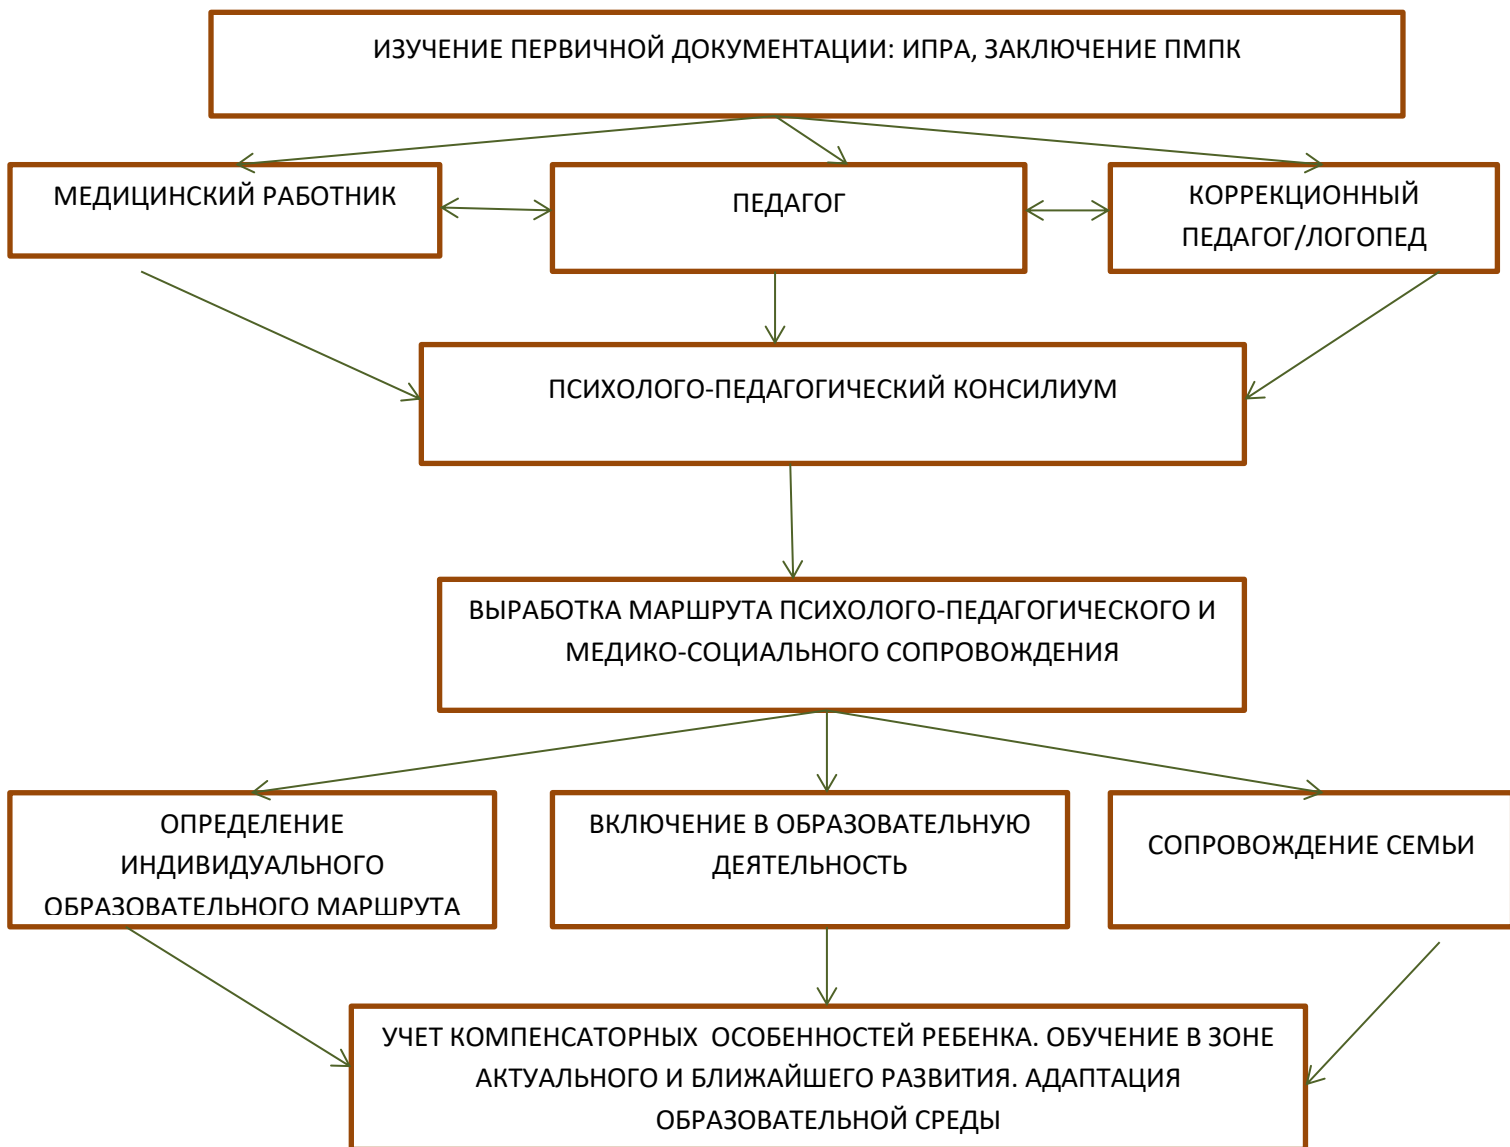 ИЗУЧЕНИЕ ПЕРВИЧНОЙ ДОКУМЕНТАЦИИ: ИПРА, ЗАКЛЮЧЕНИЕ ПМПК
МЕДИЦИНСКИЙ РАБОТНИК
ПЕДАГОГ
КОРРЕКЦИОННЫЙ
ПЕДАГОГ/ЛОГОПЕД
ПСИХОЛОГО-ПЕДАГОГИЧЕСКИЙ КОНСИЛИУМ
ВЫРАБОТКА МАРШРУТА ПСИХОЛОГО-ПЕДАГОГИЧЕСКОГО И
МЕДИКО-СОЦИАЛЬНОГО СОПРОВОЖДЕНИЯ
ОПРЕДЕЛЕНИЕ
ИНДИВИДУАЛЬНОГО
ОБРАЗОВАТЕЛЬНОГО МАРШРУТА
ВКЛЮЧЕНИЕ В ОБРАЗОВАТЕЛЬНУЮ
ДЕЯТЕЛЬНОСТЬ
СОПРОВОЖДЕНИЕ СЕМЬИ
УЧЕТ КОМПЕНСАТОРНЫХ  ОСОБЕННОСТЕЙ РЕБЕНКА. ОБУЧЕНИЕ В ЗОНЕ
АКТУАЛЬНОГО И БЛИЖАЙШЕГО РАЗВИТИЯ. АДАПТАЦИЯ
ОБРАЗОВАТЕЛЬНОЙ СРЕДЫ